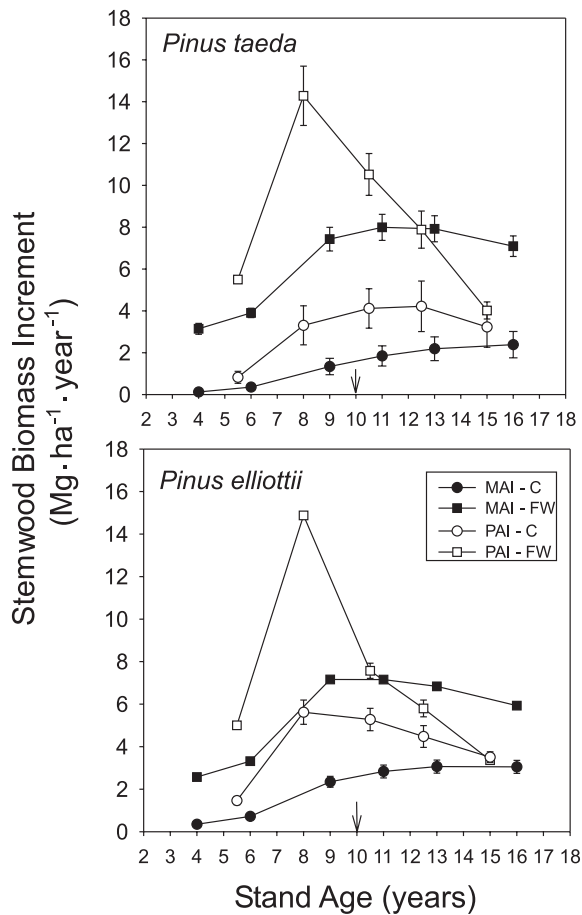 Stemwood Biomass Increment
(Mg·ha⁻¹·year⁻¹)
18
16
14
12
10
8
6
4
2
0
Pinus taeda
2 3 4 5 6 7 8 9 10 11 12 13 14 15 16 17 18
18
16
14
12
10
8
6
4
2
0
Pinus elliottii
MAI - C
MAI - FW
PAI - C
PAI - FW
2 3 4 5 6 7 8 9 10 11 12 13 14 15 16 17 18
Stand Age (years)